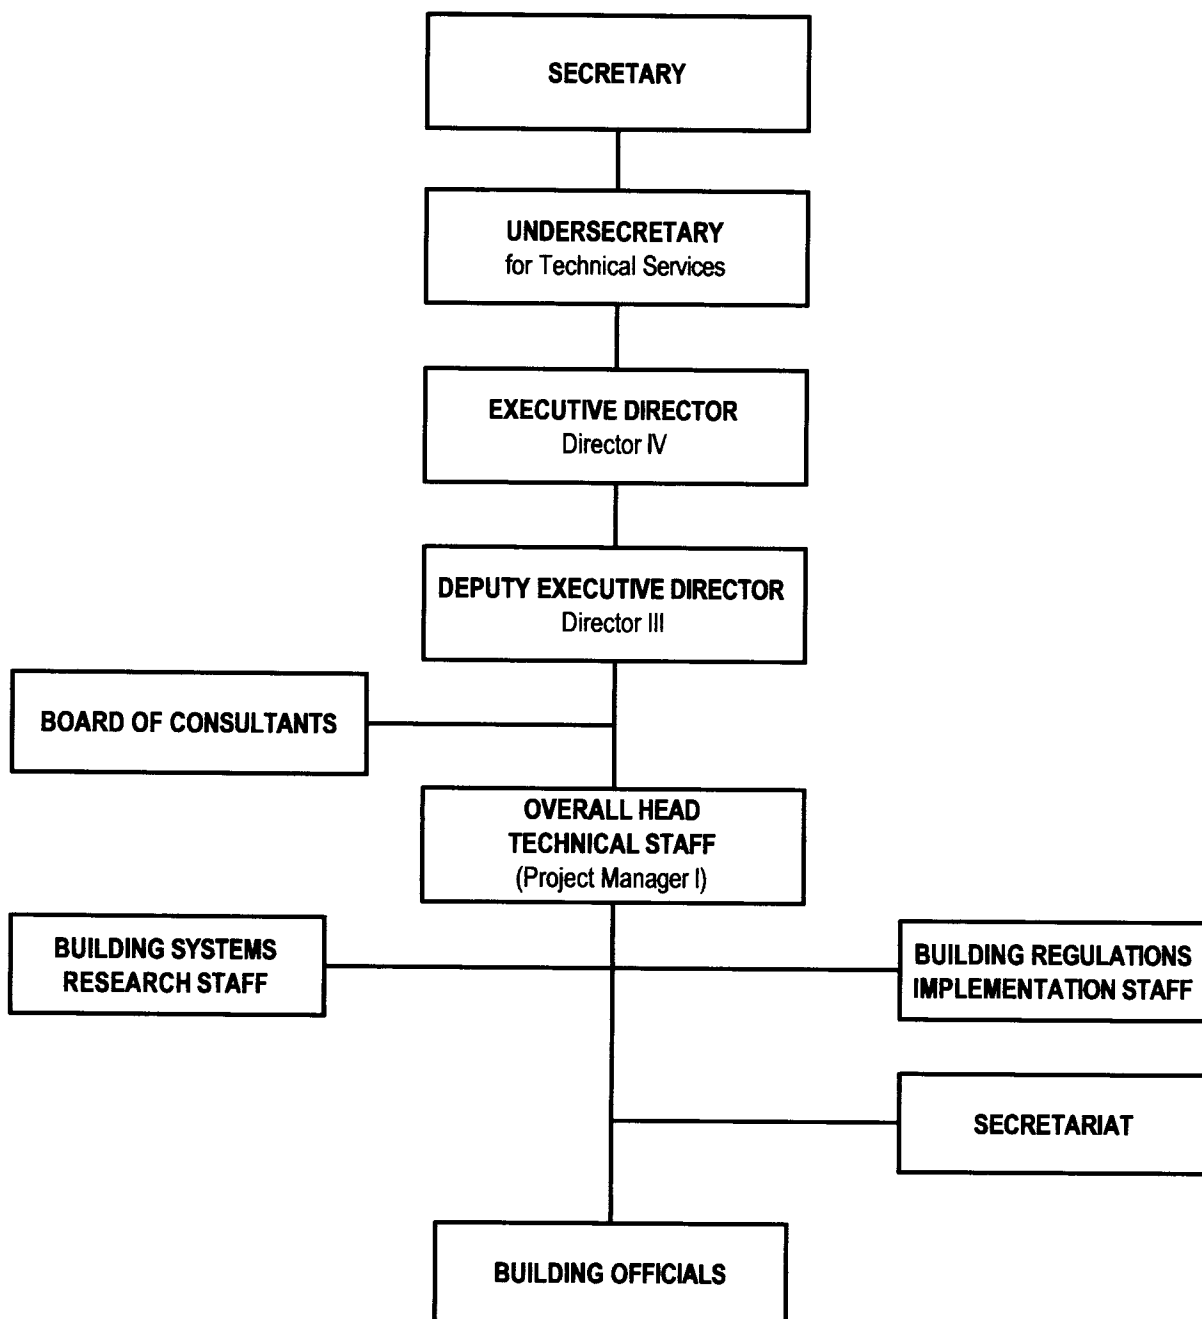 SECRETARY
UNDERSECRETARY
for Technical Services
EXECUTIVE DIRECTOR
Director IV
DEPUTY EXECUTIVE DIRECTOR
Director III
BOARD OF CONSULTANTS
OVERALL HEAD
TECHNICAL STAFF
(Project Manager I)
BUILDING SYSTEMS
RESEARCH STAFF
BUILDING REGULATIONS
IMPLEMENTATION STAFF
SECRETARIAT
BUILDING OFFICIALS